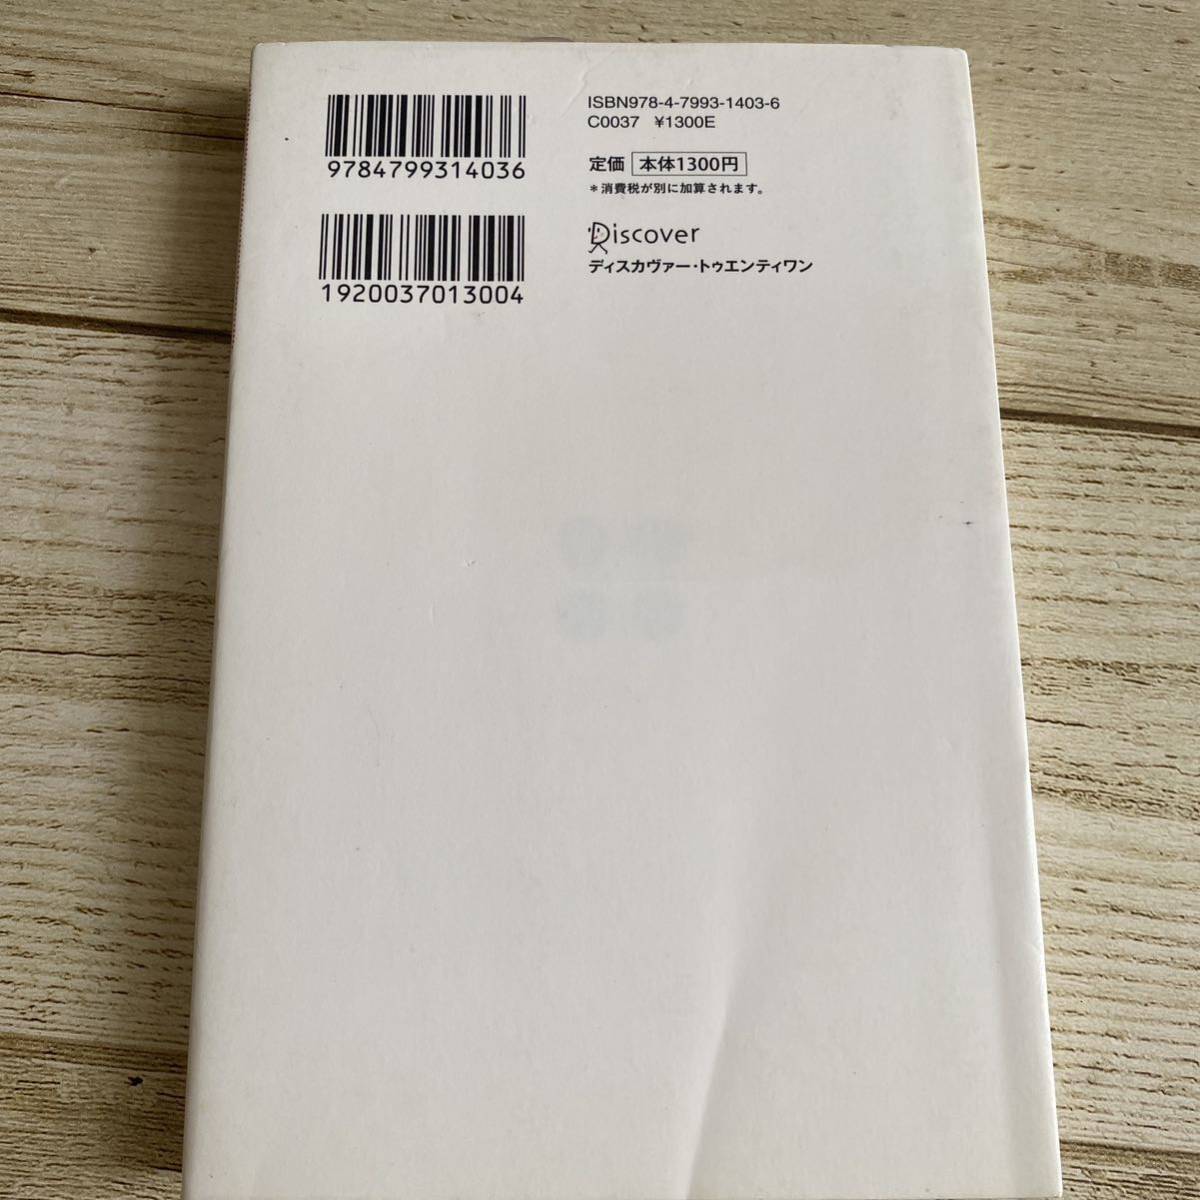 9784799314036
1920037013004
ISBN978-4-7993-1403-6
C0037 ¥1300E
定価 本体1300円
*消費税が別に加算されます。
Discover
ディスカヴァー・トゥエンティワン